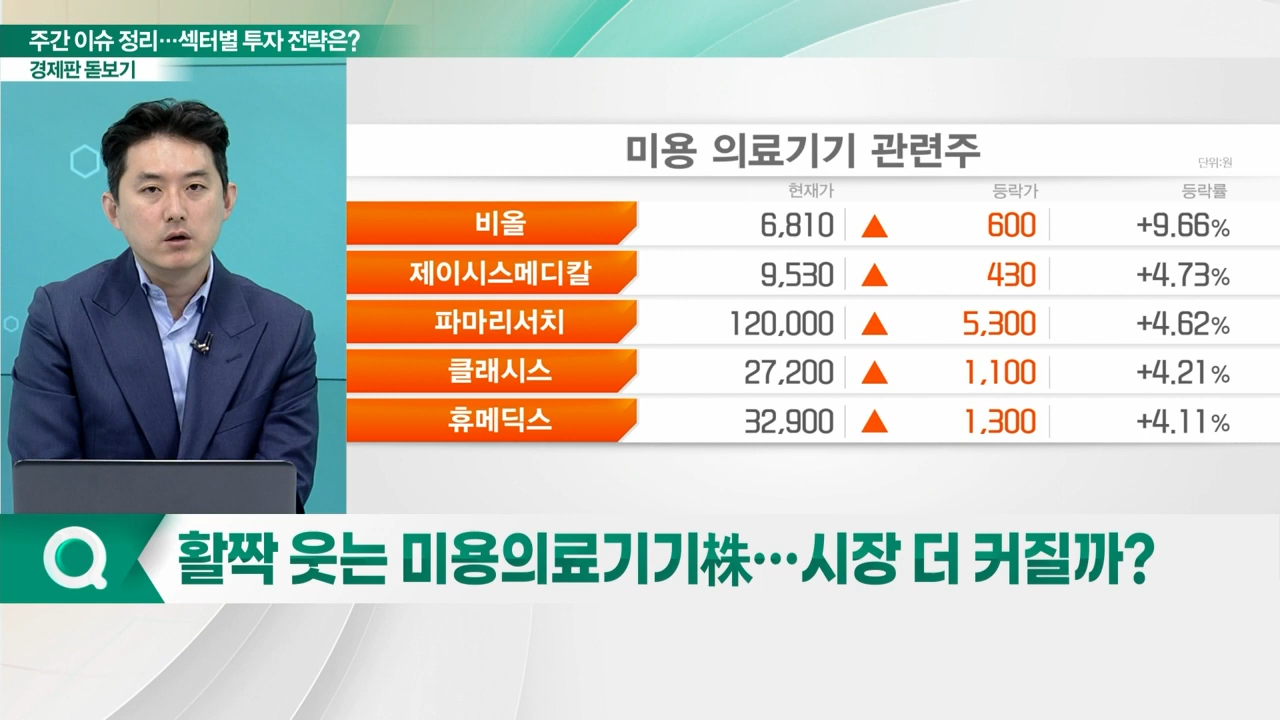 주간 이슈 정리…섹터별 투자 전략은?
경제판 돋보기
미용 의료기기 관련주
단위:원
현재가 등락가 등락률
비올 6,810 ▲ 600 +9.66%
제이시스메디칼 9,530 ▲ 430 +4.73%
파마리서치 120,000 ▲ 5,300 +4.62%
클래시스 27,200 ▲ 1,100 +4.21%
휴메딕스 32,900 ▲ 1,300 +4.11%
Q 활짝 웃는 미용의료기기株…시장 더 커질까?